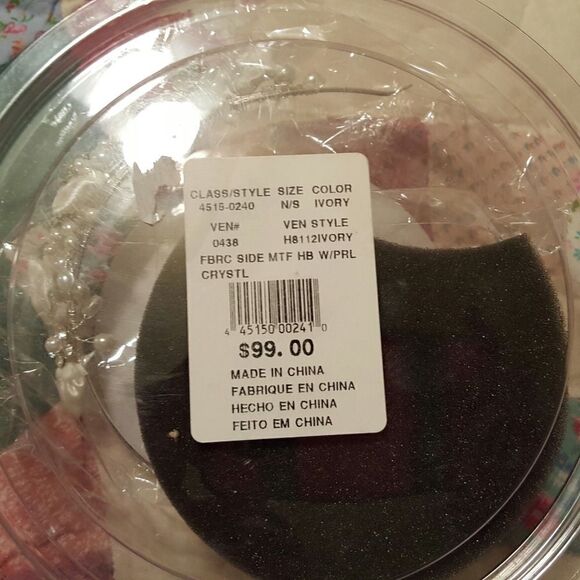 CLASS/STYLE SIZE COLOR
4515-0240 N/S IVORY
VEN# VEN STYLE
0438 H8112IVORY
FBRC SIDE MTF HB W/PRL
CRYSTL
4 45150 00241 0
$99.00
MADE IN CHINA
FABRIQUE EN CHINA
HECHO EN CHINA
FEITO EM CHINA